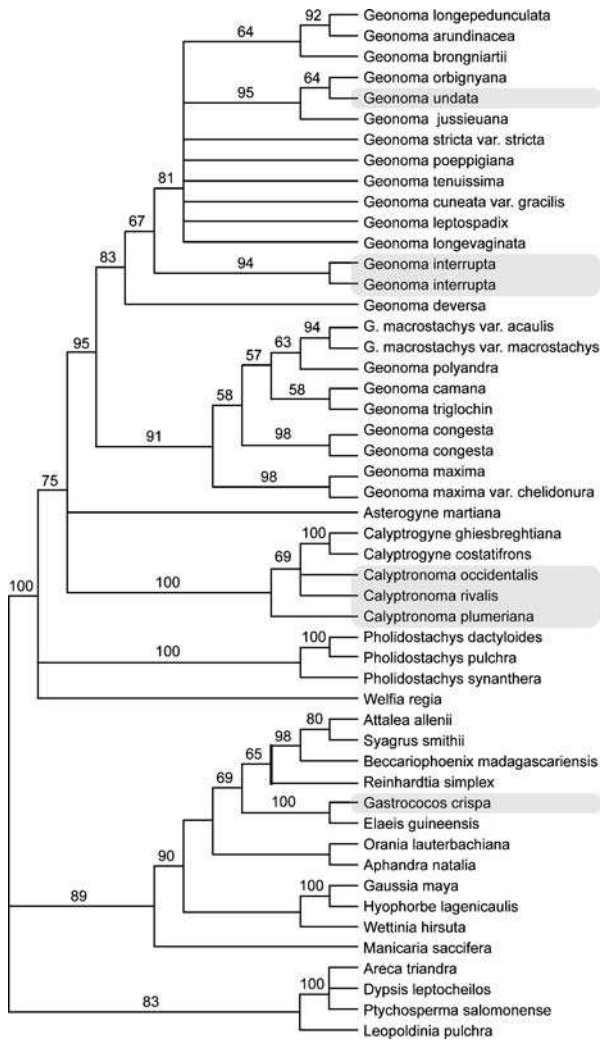 92
Geonoma longepedunculata
64
Geonoma arundinacea
Geonoma brongniartii
64
Geonoma orbignyana
95
Geonoma undata
Geonoma jussieuana
Geonoma stricta var. stricta
Geonoma poeppigiana
81
Geonoma tenuissima
Geonoma cuneata var. gracilis
67
Geonoma leptospadix
Geonoma longevaginata
83
94
Geonoma interrupta
Geonoma interrupta
Geonoma deversa
95
94
G. macrostachys var. acaulis
63
G. macrostachys var. macrostachys
57
Geonoma polyandra
58
58
Geonoma camana
Geonoma triglochin
91
98
Geonoma congesta
Geonoma congesta
98
Geonoma maxima
75
Geonoma maxima var. chelidonura
Asterogyne martiana
100
Calyptrogyne ghiesbreghtiana
69
Calyptrogyne costatifrons
100
100
Calyptronoma occidentalis
Calyptronoma rivalis
Calyptronoma plumeriana
100
100
Pholidostachys dactyloides
Pholidostachys pulchra
Pholidostachys synanthera
Welfia regia
80
Attalea allenii
98
Syagrus smithii
65
Beccariophoenix madagascariensis
69
Reinhardtia simplex
100
Gastrococos crispa
Elaeis guineensis
Orania lauterbachiana
90
Aphandra natalia
89
100
Gaussia maya
Hyophorbe lagenicaulis
Wettinia hirsuta
Manicaria saccifera
Areca triandra
83
100
Dypsis leptocheilos
Ptychosperma salomonense
Leopoldinia pulchra